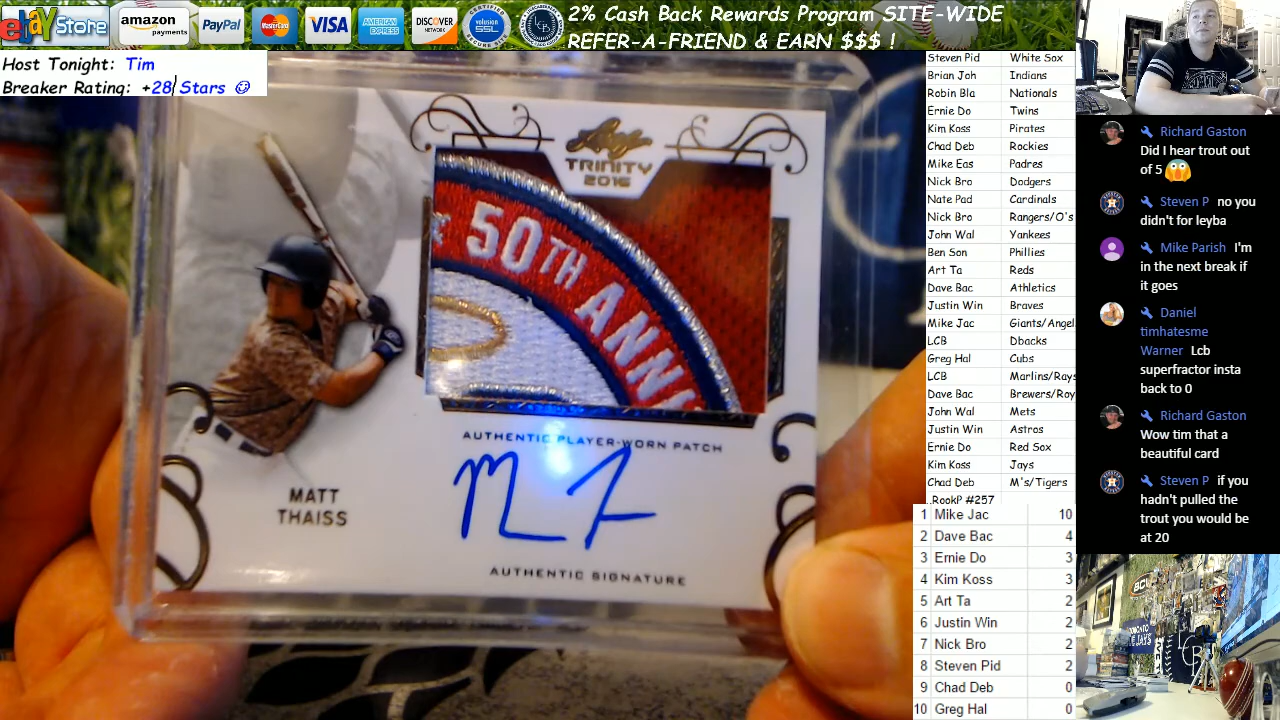 ebay Store
amazon payments
PayPal
MasterCard
VISA
AMERICAN EXPRESS
DISCOVER NETWORK
volusion SSL
LCB
2% Cash Back Rewards Program SITE-WIDE
REFER-A-FRIEND & EARN $$$ !
Host Tonight: Tim
Breaker Rating: +28 Stars
Leaf
TRINITY
2016
50TH ANNI
AUTHENTIC PLAYER-WORN PATCH
MATT
THAISS
AUTHENTIC SIGNATURE
Steven Pid White Sox
Brian Joh Indians
Robin Bla Nationals
Ernie Do Twins
Kim Koss Pirates
Chad Deb Rockies
Mike Eas Padres
Nick Bro Dodgers
Nate Pad Cardinals
Nick Bro Rangers/O's
John Wal Yankees
Ben Son Phillies
Art Ta Reds
Dave Bac Athletics
Justin Win Braves
Mike Jac Giants/Angel
LCB Dbacks
Greg Hal Cubs
LCB Marlins/Rays
Dave Bac Brewers/Roy
John Wal Mets
Justin Win Astros
Ernie Do Red Sox
Kim Koss Jays
Chad Deb M's/Tigers
RookP #257
1 Mike Jac 10
2 Dave Bac 4
3 Ernie Do 3
4 Kim Koss 3
5 Art Ta 2
6 Justin Win 2
7 Nick Bro 2
8 Steven Pid 2
9 Chad Deb 0
10 Greg Hal 0
Richard Gaston
Did I hear trout out
of 5
Steven P no you
didn't for leyba
Mike Parish I'm
in the next break if
it goes
Daniel
timhatesme
Warner Lcb
superfractor insta
back to 0
Richard Gaston
Wow tim that a
beautiful card
Steven P if you
hadn't pulled the
trout you would be
at 20